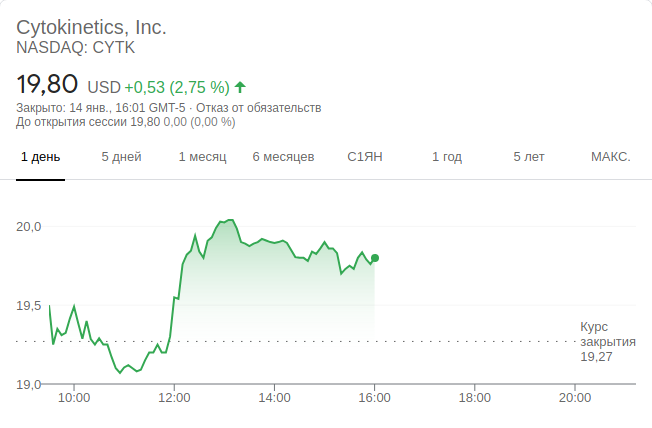 Cytokinetics, Inc.
NASDAQ: CYTK
19,80 USD +0,53 (2,75 %)
Закрыто: 14 янв., 16:01 GMT-5 · Отказ от обязательств
До открытия сессии 19,80 0,00 (0,00 %)
1 день 5 дней 1 месяц 6 месяцев С1ЯН 1 год 5 лет МАКС.
20,0
19,5
Курс
закрытия
19,27
19,0
10:00 12:00 14:00 16:00 18:00 20:00